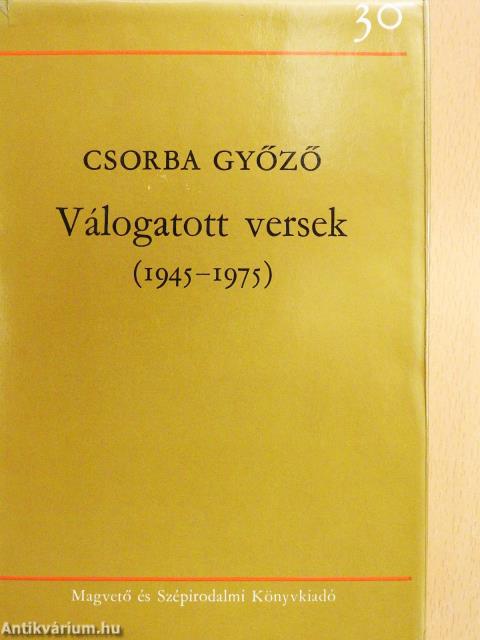 30
CSORBA GYŐZŐ
Válogatott versek
(1945–1975)
Magvető és Szépirodalmi Könyvkiadó
Antikvárium.hu